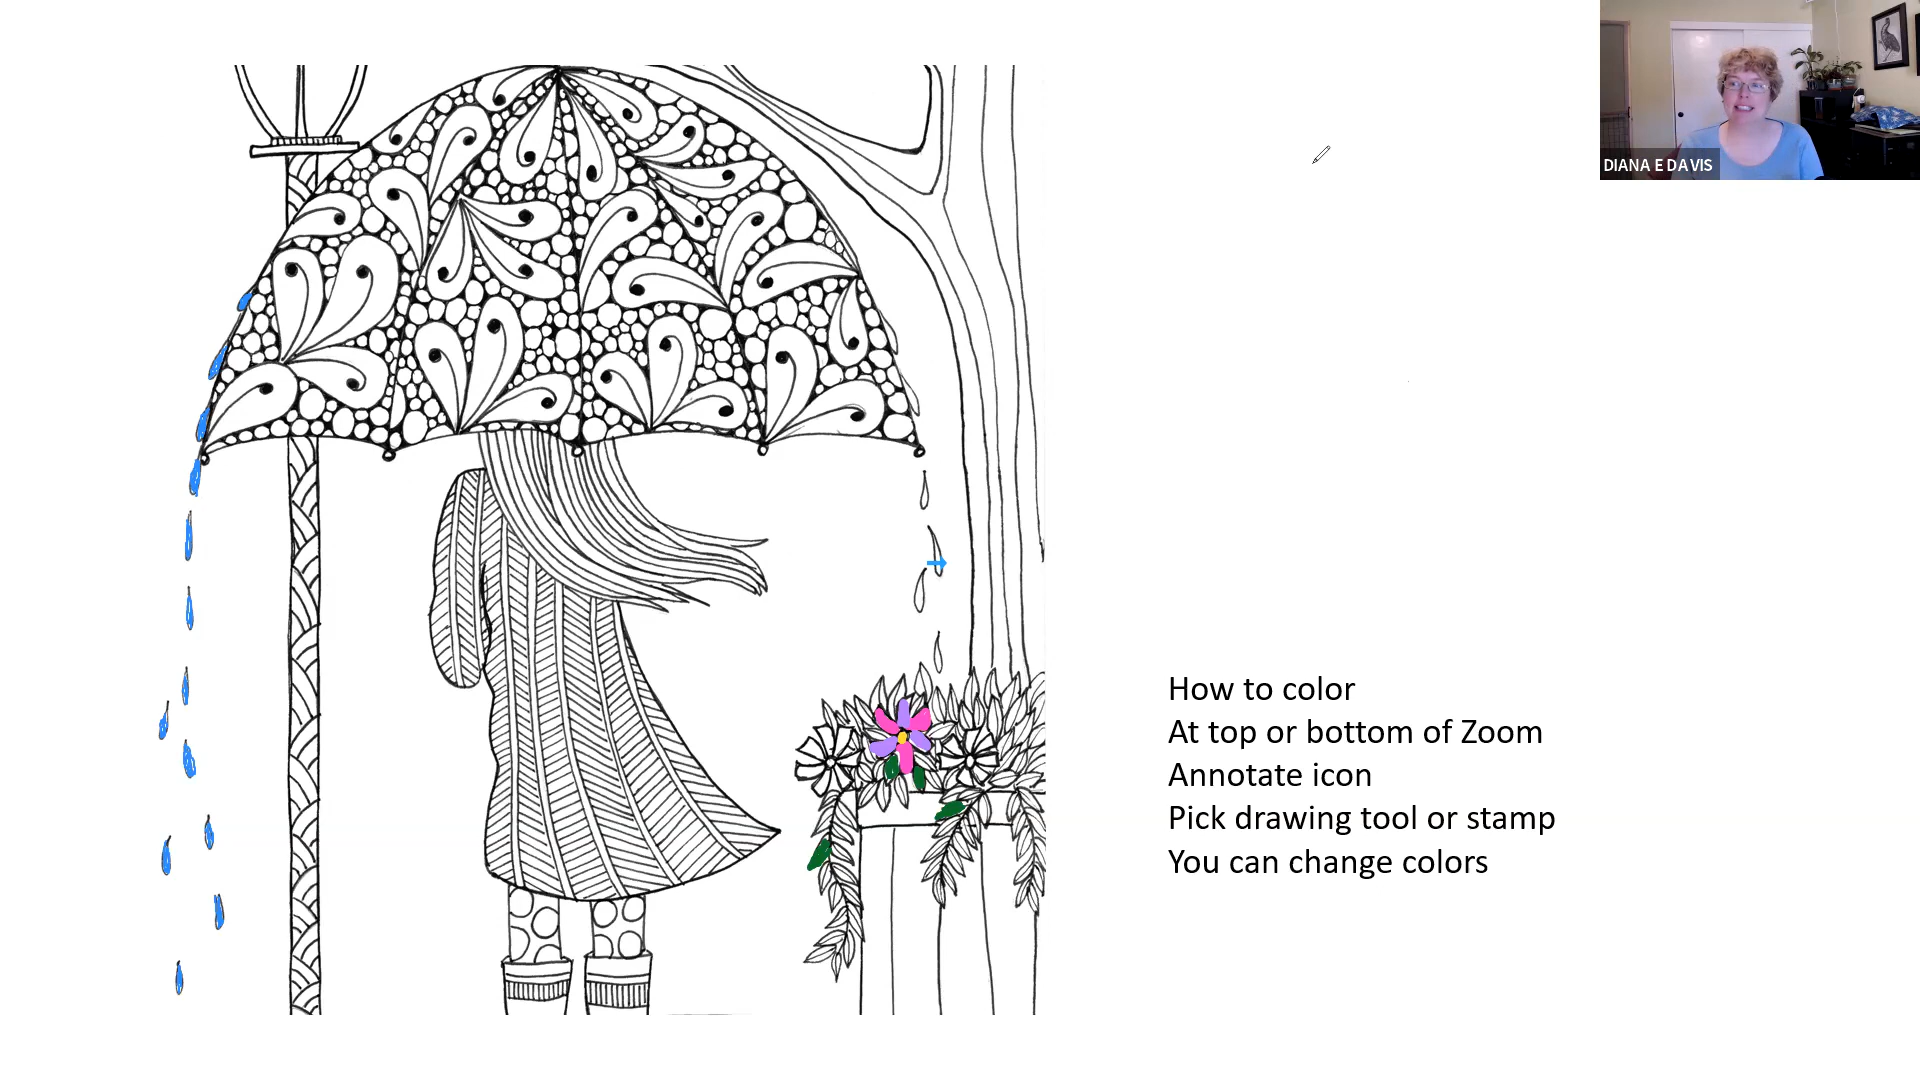 DIANA E DAVIS
How to color
At top or bottom of Zoom
Annotate icon
Pick drawing tool or stamp
You can change colors